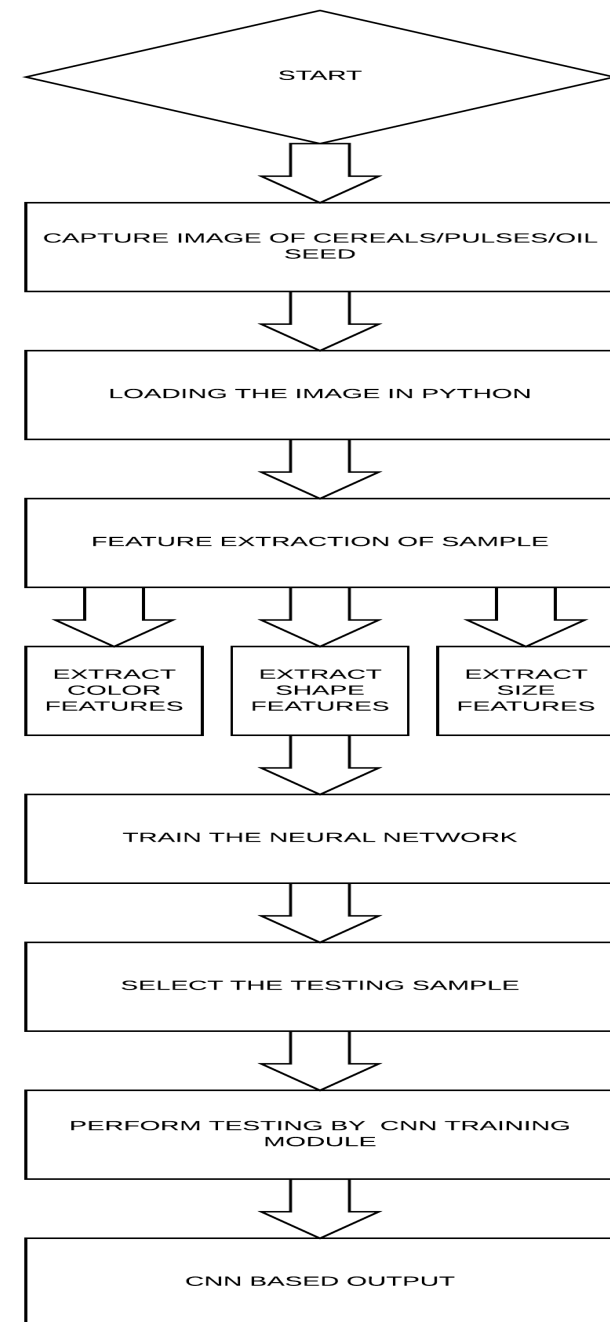 START
CAPTURE IMAGE OF CEREALS/PULSES/OIL
SEED
LOADING THE IMAGE IN PYTHON
FEATURE EXTRACTION OF SAMPLE
EXTRACT
COLOR
FEATURES
EXTRACT
SHAPE
FEATURES
EXTRACT
SIZE
FEATURES
TRAIN THE NEURAL NETWORK
SELECT THE TESTING SAMPLE
PERFORM TESTING BY  CNN TRAINING
MODULE
CNN BASED OUTPUT